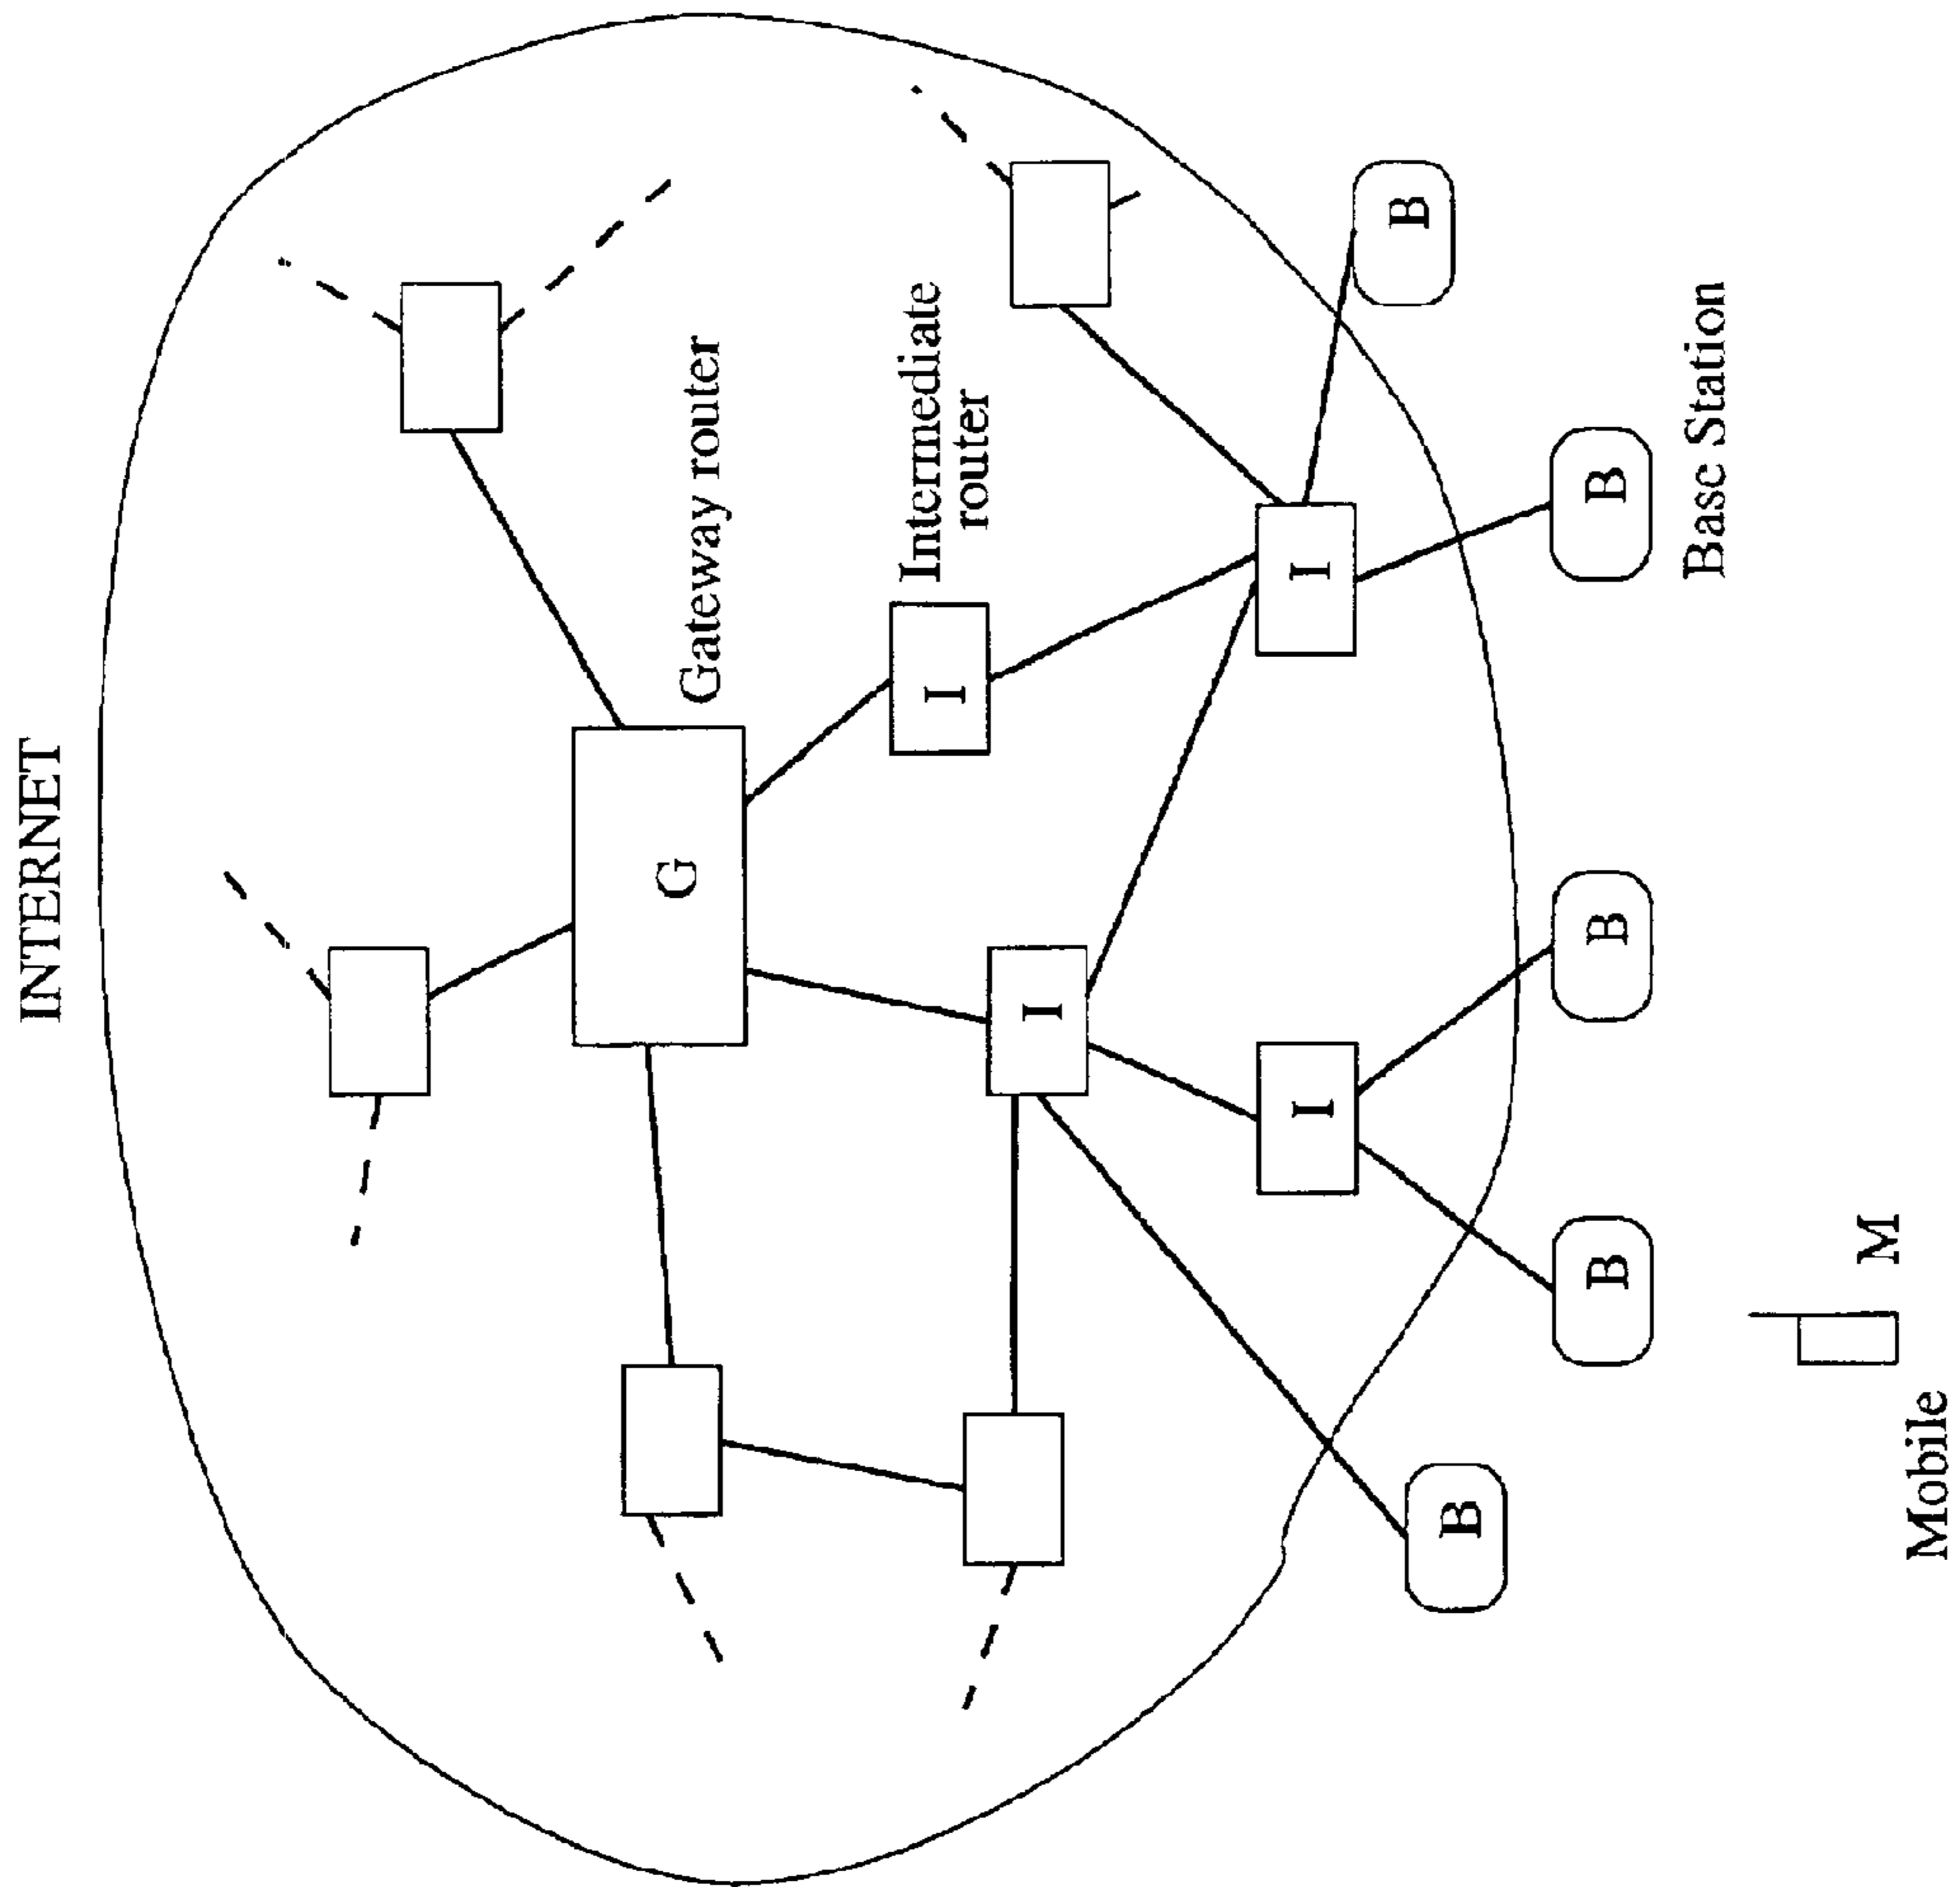 INTERNET
G
Gateway router
I
Intermediate
router
I
I
I
B
B
B
B
B
Base Station
M
Mobile